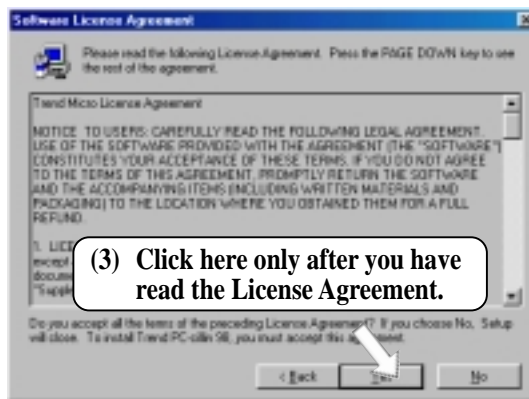 Software License Agreement
Please read the following License Agreement. Press the PAGE DOWN key to see
the rest of the agreement.
Trend Micro License Agreement
NOTICE TO USERS: CAREFULLY READ THE FOLLOWING LEGAL AGREEMENT.
USE OF THE SOFTWARE PROVIDED WITH THE AGREEMENT (THE "SOFTWARE")
CONSTITUTES YOUR ACCEPTANCE OF THESE TERMS. IF YOU DO NOT AGREE
TO THE TERMS OF THIS AGREEMENT, PROMPTLY RETURN THE SOFTWARE
AND THE ACCOMPANYING ITEMS (INCLUDING WRITTEN MATERIALS AND
PACKAGING) TO THE LOCATION WHERE YOU OBTAINED THEM FOR A FULL
REFUND.
1. LICE
except
docume
"Supple
(3) Click here only after you have
read the License Agreement.
Do you accept all the terms of the preceding License Agreement? If you choose No, Setup
will close. To install Trend PC-cillin 98, you must accept this agreement.
< Back
Yes
No